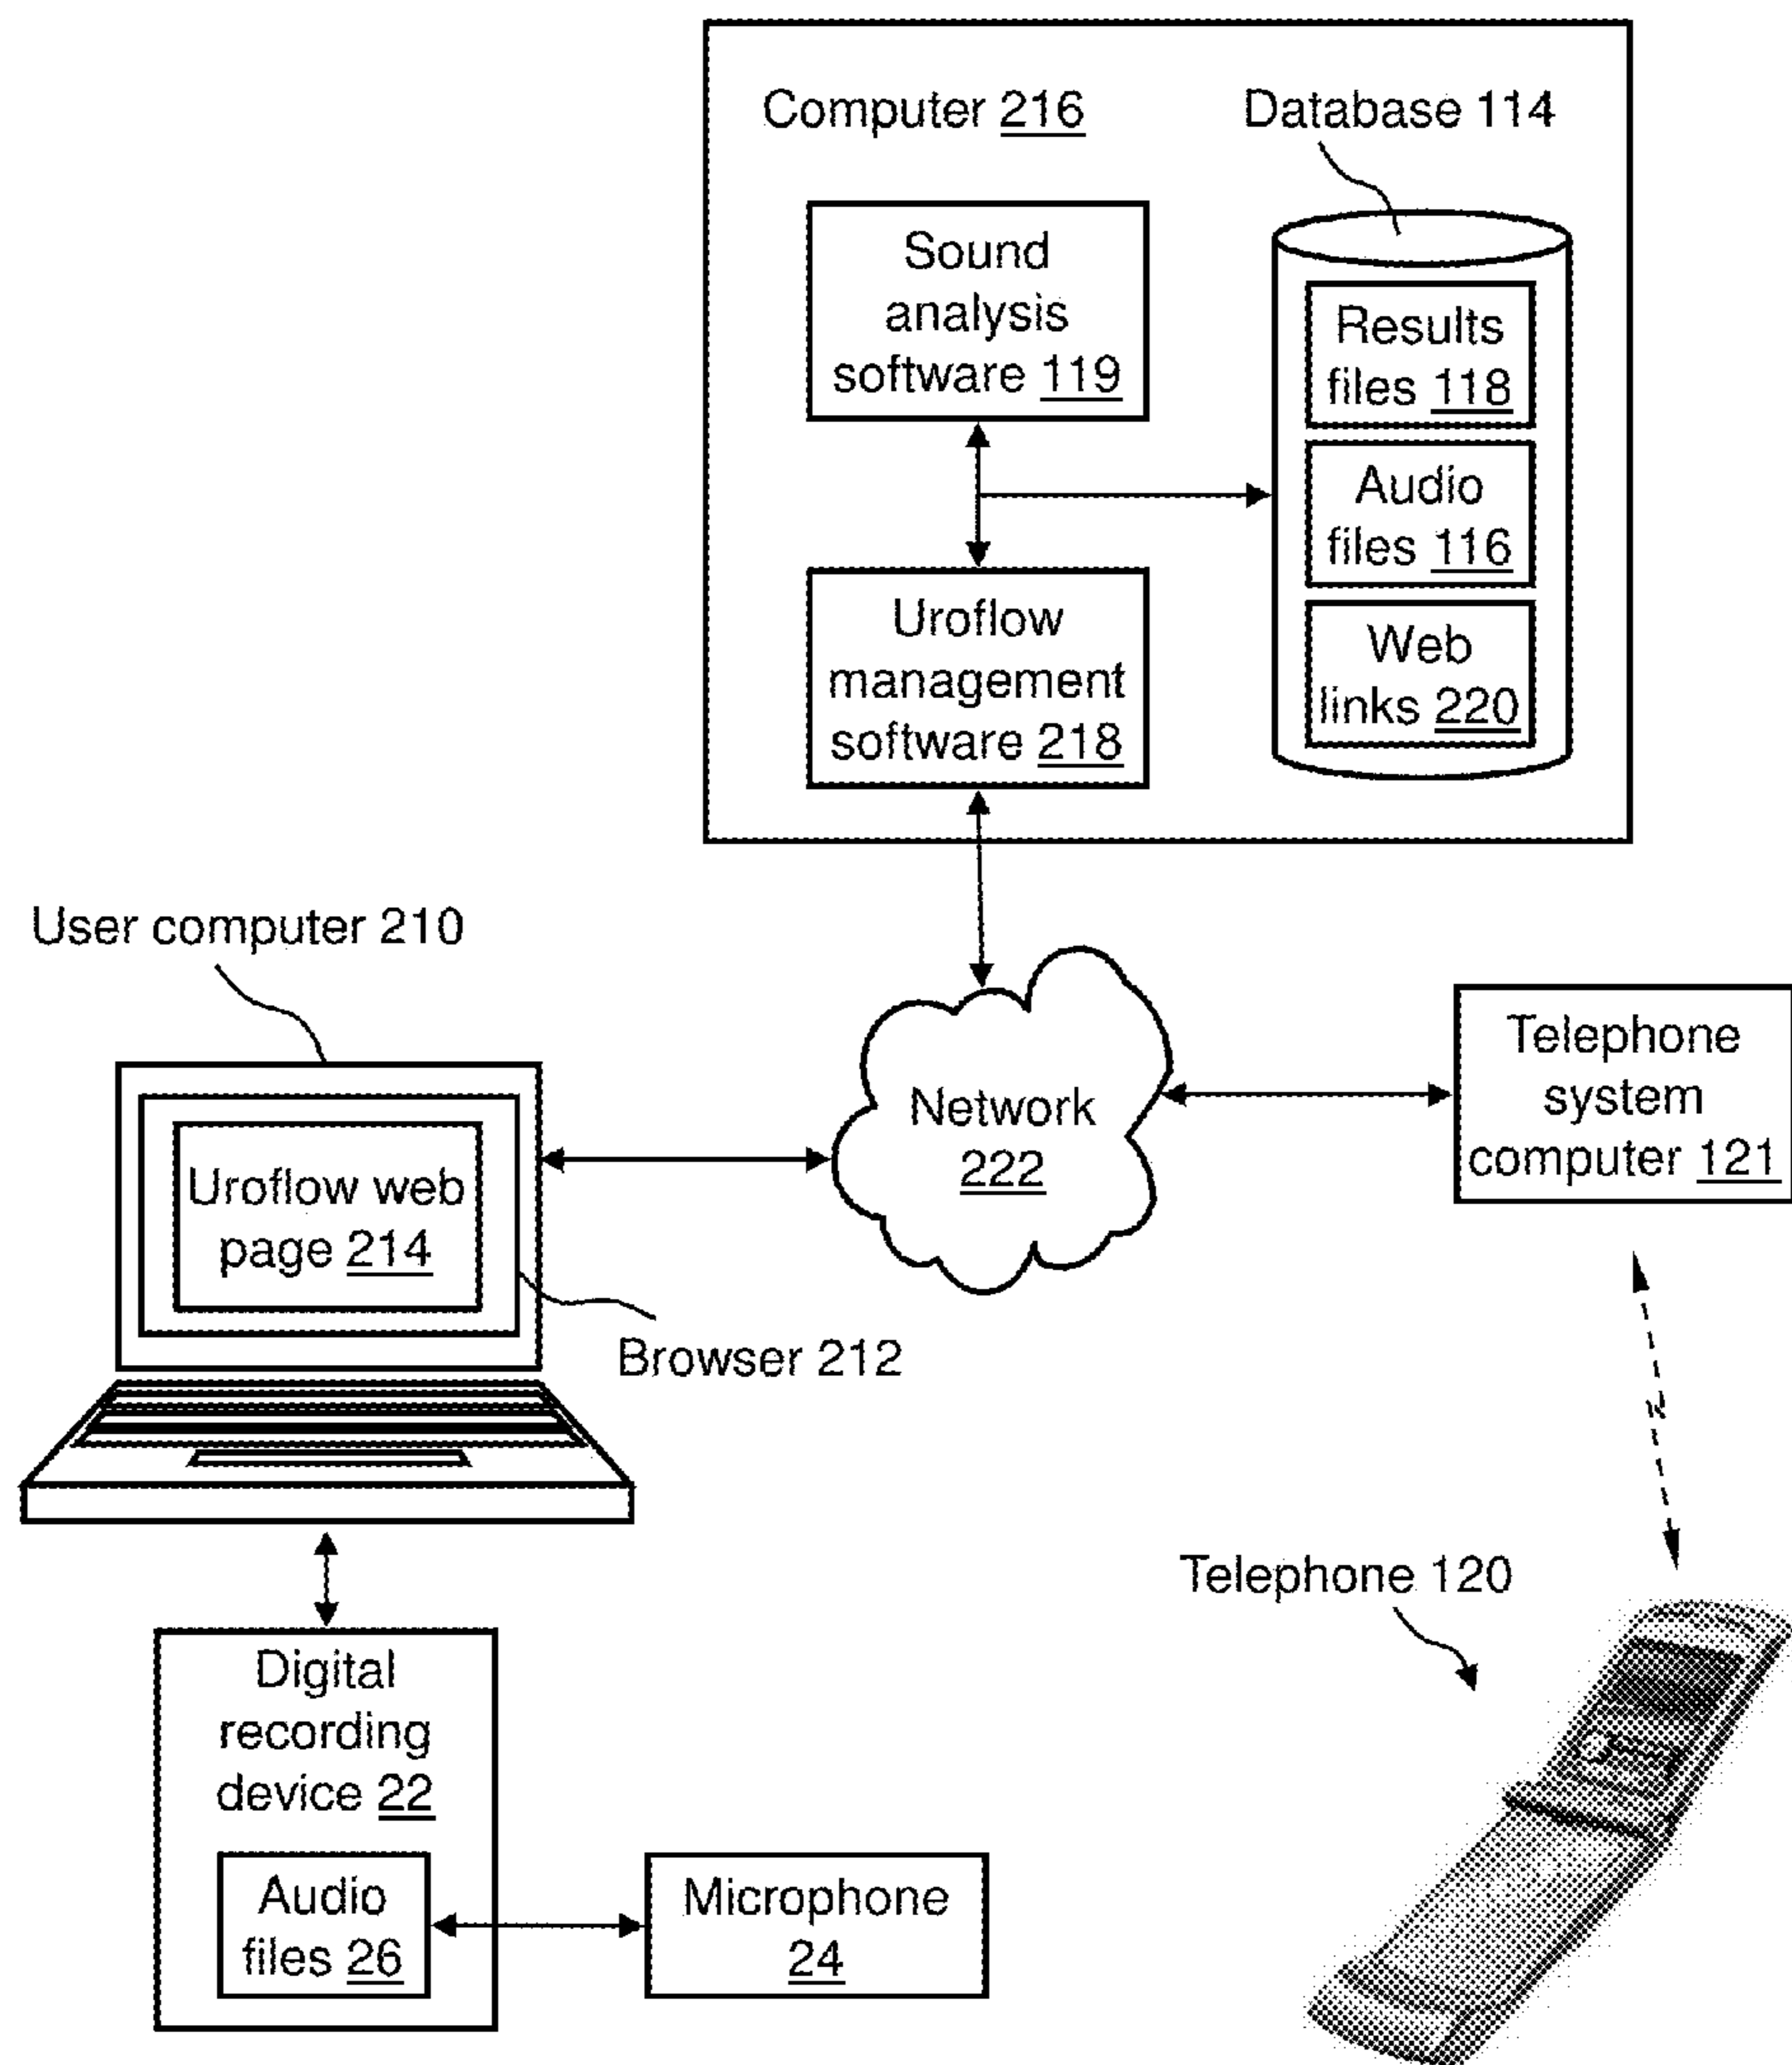 Computer 216
Database 114
Sound
analysis
software 119
Results
files 118
Audio
files 116
Web
links 220
Uroflow
management
software 218
User computer 210
Network
222
Telephone
system
computer 121
Uroflow web
page 214
Browser 212
Telephone 120
Digital
recording
device 22
Audio
files 26
Microphone
24